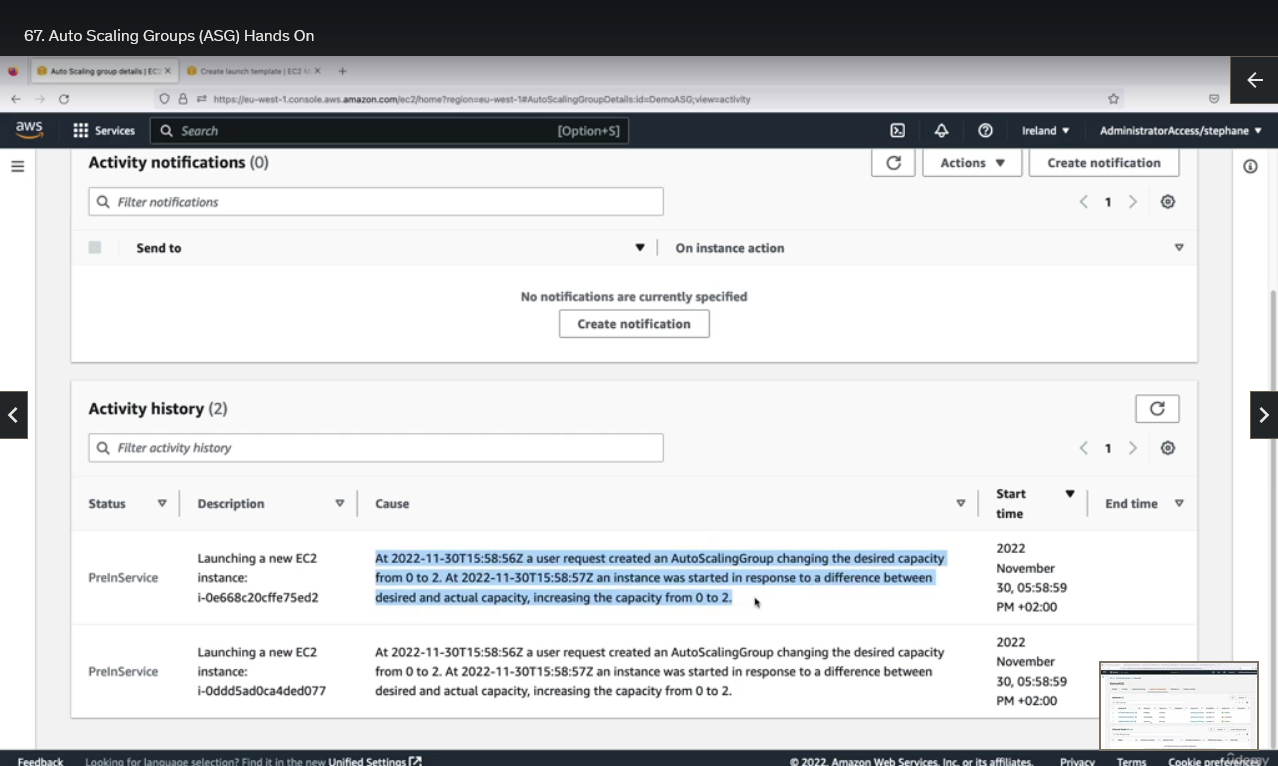 67. Auto Scaling Groups (ASG) Hands On
Auto Scaling group details | EC2 ×
Create launch template | EC2 M ×
https://eu-west-1.console.aws.amazon.com/ec2/home?region=eu-west-1#AutoScalingGroupDetails:id=DemoASG;view=activity
aws
Services
Search
[Option+S]
Ireland ▼
AdministratorAccess/stephane ▼
Activity notifications (0)
Actions ▼
Create notification
Filter notifications
1
Send to
On instance action
No notifications are currently specified
Create notification
Activity history (2)
Filter activity history
1
Status
Description
Cause
Start
time
End time
PreInService
Launching a new EC2
instance:
i-0e668c20cffe75ed2
At 2022-11-30T15:58:56Z a user request created an AutoScalingGroup changing the desired capacity
from 0 to 2. At 2022-11-30T15:58:57Z an instance was started in response to a difference between
desired and actual capacity, increasing the capacity from 0 to 2.
2022
November
30, 05:58:59
PM +02:00
PreInService
Launching a new EC2
instance:
i-0ddd5ad0ca4ded077
At 2022-11-30T15:58:56Z a user request created an AutoScalingGroup changing the desired capacity
from 0 to 2. At 2022-11-30T15:58:57Z an instance was started in response to a difference between
desired and actual capacity, increasing the capacity from 0 to 2.
2022
November
30, 05:58:59
PM +02:00
Feedback
Looking for language selection? Find it in the new Unified Settings
© 2022, Amazon Web Services, Inc. or its affiliates.
Privacy
Terms
Cookie preferences
udemy